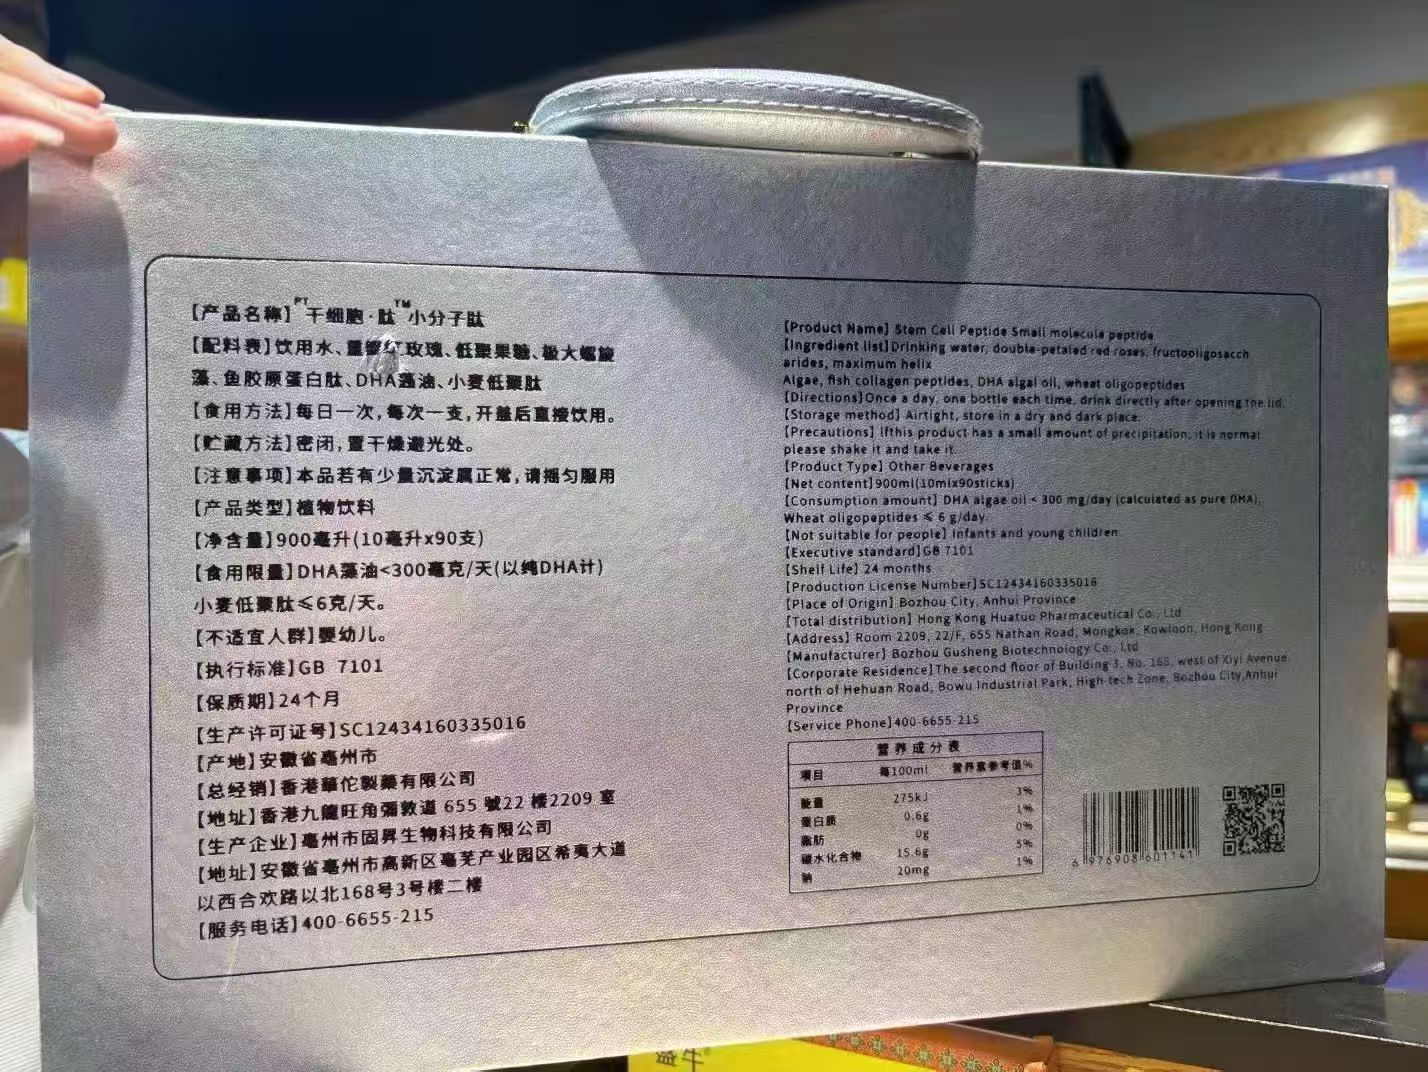 【产品名称】PT干细胞·肽TM小分子肽
【配料表】饮用水、重瓣红玫瑰、低聚果糖、极大螺旋
藻、鱼胶原蛋白肽、DHA藻油、小麦低聚肽
【食用方法】每日一次,每次一支,开盖后直接饮用。
【贮藏方法】密闭,置干燥避光处。
【注意事项】本品若有少量沉淀属正常,请摇匀服用
【产品类型】植物饮料
【净含量】900毫升(10毫升x90支)
【食用限量】DHA藻油<300毫克/天(以纯DHA计)
小麦低聚肽≤6克/天。
【不适宜人群】婴幼儿。
【执行标准】GB 7101
【保质期】24个月
【生产许可证号】SC12434160335016
【产地】安徽省亳州市
【总经销】香港華佗製藥有限公司
【地址】香港九龍旺角彌敦道 655 號22 樓2209 室
【生产企业】亳州市固昇生物科技有限公司
【地址】安徽省亳州市高新区亳芜产业园区希夷大道
以西合欢路以北168号3号楼二楼
【服务电话】400-6655-215
【Product Name】Stem Cell Peptide Small molecule peptide
【Ingredient list】Drinking water, double-petaled red roses, fructooligosacch
arides, maximum helix
Algae, fish collagen peptides, DHA algal oil, wheat oligopeptides
【Directions】Once a day, one bottle each time, drink directly after opening the lid.
【Storage method】Airtight, store in a dry and dark place.
【Precautions】Ifthis product has a small amount of precipitation, it is normal
please shake it and take it.
【Product Type】Other Beverages
【Net content】900ml(10mlx90sticks)
【Consumption amount】DHA algae oil < 300 mg/day (calculated as pure DHA),
Wheat oligopeptides ≤ 6 g/day.
【Not suitable for people】Infants and young children
【Executive standard】GB 7101
【Shelf Life】24 months
【Production License Number】SC12434160335016
【Place of Origin】Bozhou City, Anhui Province
【Total distribution】Hong Kong Huatuo Pharmaceutical Co., Ltd
【Address】Room 2209, 22/F, 655 Nathan Road, Mongkok, Kowloon, Hong Kong
【Manufacturer】Bozhou Gusheng Biotechnology Co., Ltd
【Corporate Residence】The second floor of Building 3, No. 168, west of Xiyi Avenue,
north of Hehuan Road, Bowu Industrial Park, High-tech Zone, Bozhou City,Anhui
Province
【Service Phone】400-6655-215
营养成分表
项目 每100ml 营养素参考值%
能量 275kJ 3%
蛋白质 0.6g 1%
脂肪 0g 0%
碳水化合物 15.6g 5%
钠 20mg 1%
6 976908 601141